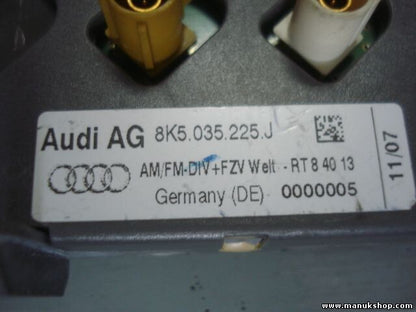 Audi AG 8K5.035.225.J
AM/FM-DIV+FZV Welt - RT 8 40 13
Germany (DE) 0000005
11/07
www.manukshop.com